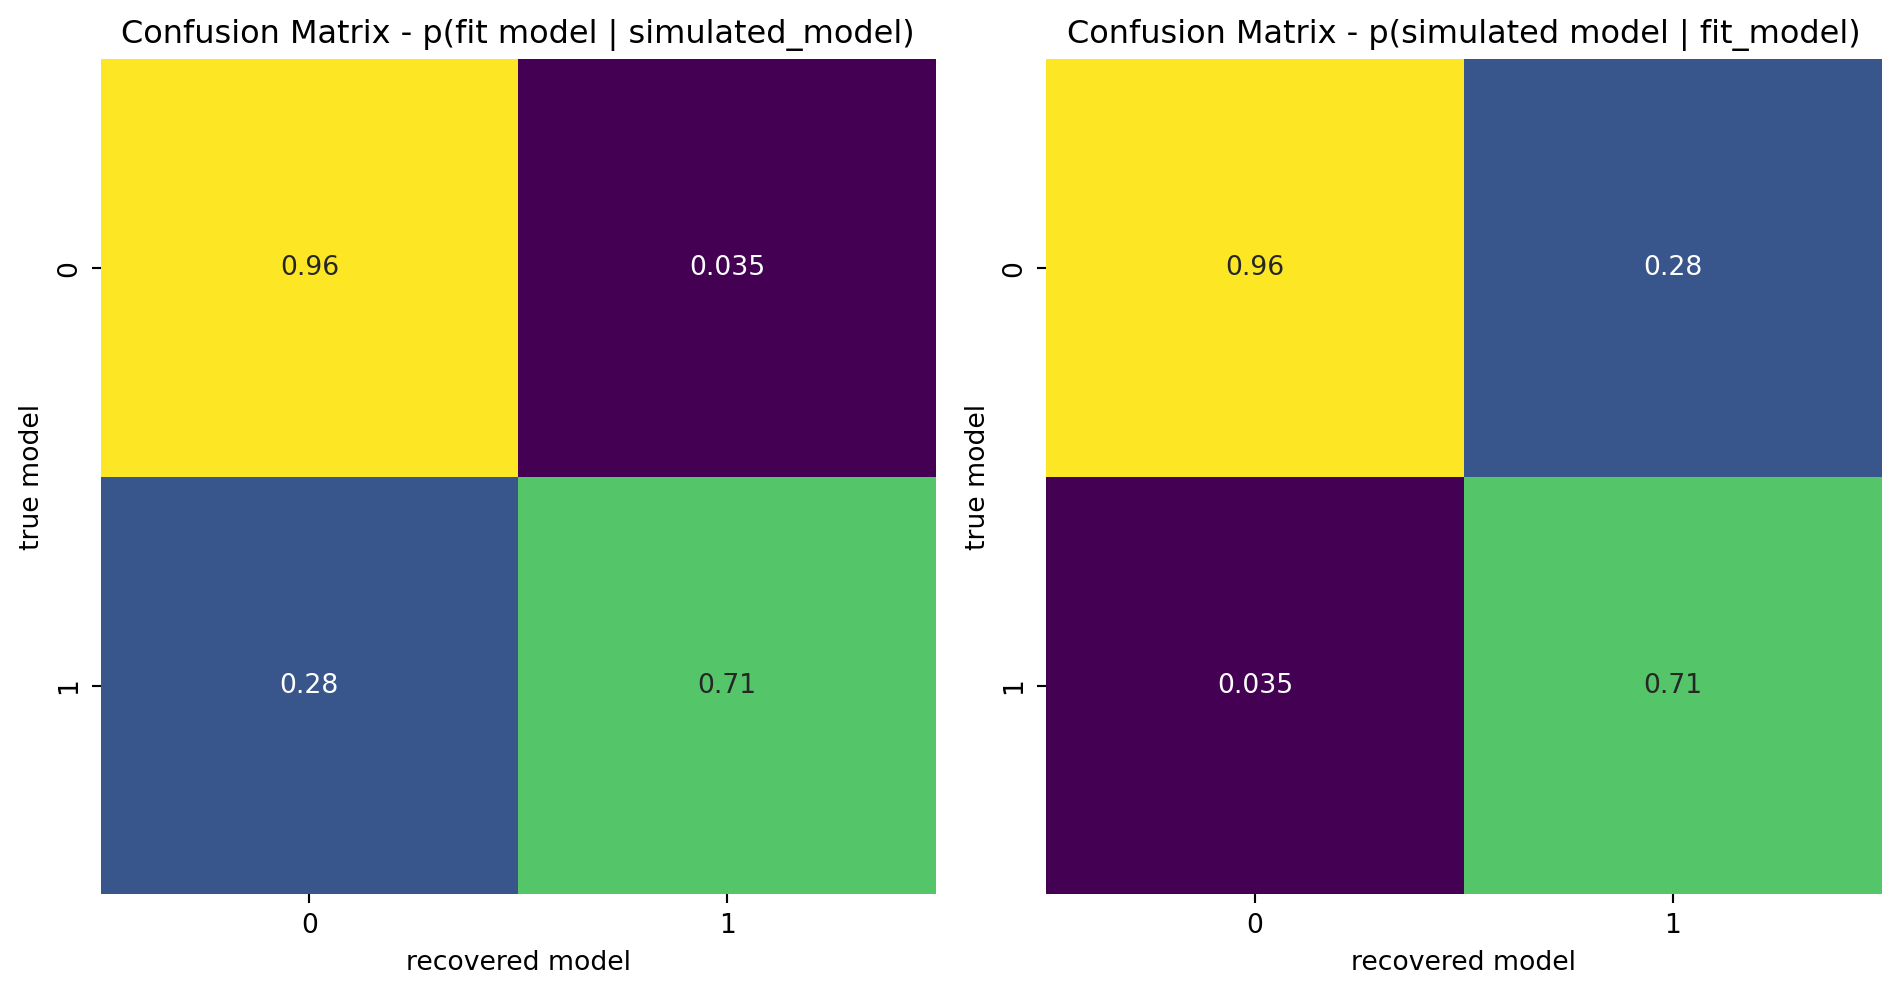 Confusion Matrix - p(fit model | simulated_model)
true model
0
0.96
0.035
1
0.28
0.71
0
1
recovered model
Confusion Matrix - p(simulated model | fit_model)
true model
0
0.96
0.28
1
0.035
0.71
0
1
recovered model